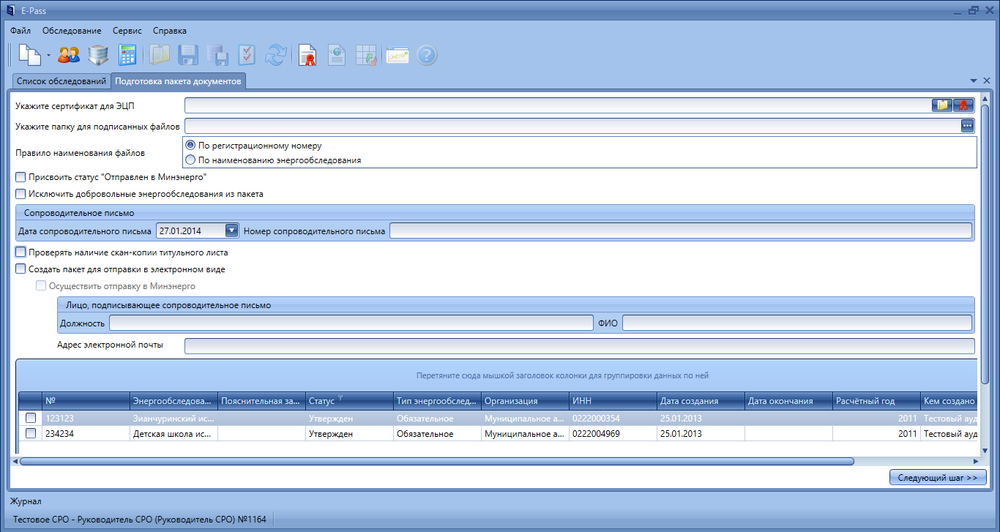 E-Pass
Файл Обследование Сервис Справка
Список обследований Подготовка пакета документов
Укажите сертификат для ЭЦП
Укажите папку для подписанных файлов
Правило наименования файлов
По регистрационному номеру
По наименованию энергообследования
Присвоить статус "Отправлен в Минэнерго"
Исключить добровольные энергообследования из пакета
Сопроводительное письмо
Дата сопроводительного письма 27.01.2014 Номер сопроводительного письма
Проверять наличие скан-копии титульного листа
Создать пакет для отправки в электронном виде
Осуществить отправку в Минэнерго
Лицо, подписывающее сопроводительное письмо
Должность ФИО
Адрес электронной почты
Перетяните сюда мышкой заголовок колонки для группировки данных по ней
№ Энергообследова... Пояснительная за... Статус Тип энергообслед... Организация ИНН Дата создания Дата окончания Расчётный год Кем создано
123123 Зианчуринский ис... Утвержден Обязательное Муниципальное а... 0222000354 25.01.2013 2011 Тестовый ауд
234234 Детская школа ис... Утвержден Обязательное Муниципальное а... 0222004969 25.01.2013 2011 Тестовый ауд
Следующий шаг >>
Журнал
Тестовое СРО - Руководитель СРО (Руководитель СРО) №1164